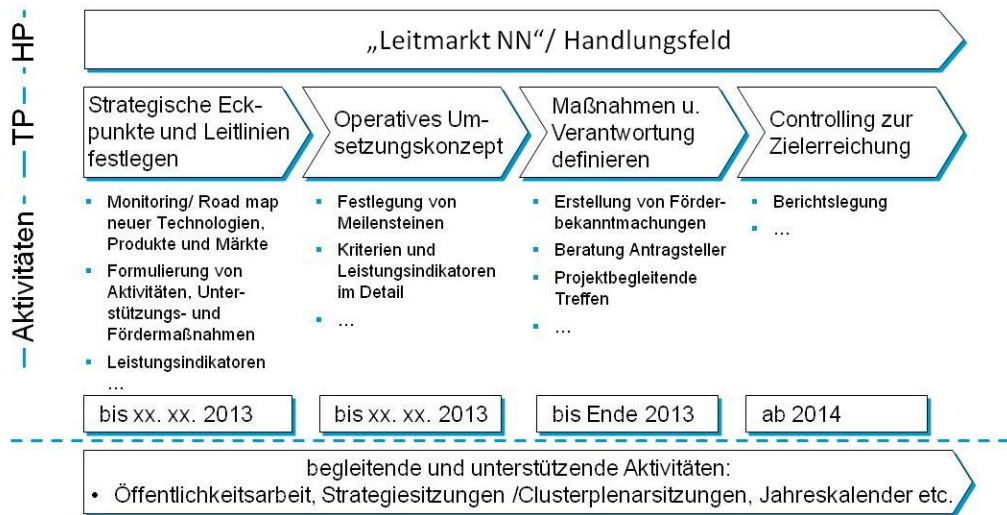 HP
„Leitmarkt NN“/ Handlungsfeld
TP
Strategische Eck-
punkte und Leitlinien
festlegen
Operatives Um-
setzungskonzept
Maßnahmen u.
Verantwortung
definieren
Controlling zur
Zielerreichung
Aktivitäten
▪ Monitoring/ Road map
neuer Technologien,
Produkte und Märkte
▪ Formulierung von
Aktivitäten, Unter-
stützungs- und
Fördermaßnahmen
▪ Leistungsindikatoren
…
▪ Festlegung von
Meilensteinen
▪ Kriterien und
Leistungsindikatoren
im Detail
▪ …
▪ Erstellung von Förder-
bekanntmachungen
▪ Beratung Antragsteller
▪ Projektbegleitende
Treffen
▪ …
▪ Berichtslegung
▪ …
bis xx. xx. 2013
bis xx. xx. 2013
bis Ende 2013
ab 2014
begleitende und unterstützende Aktivitäten:
• Öffentlichkeitsarbeit, Strategiesitzungen /Clusterplenarsitzungen, Jahreskalender etc.